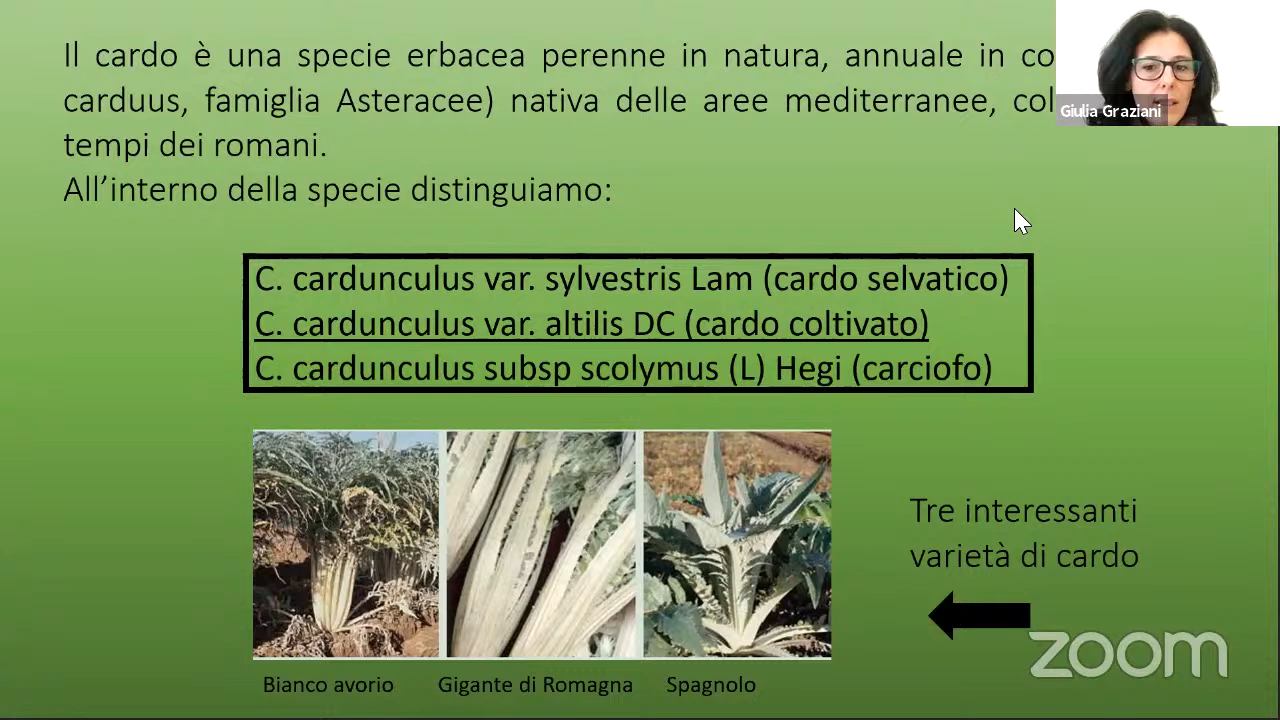 Il cardo è una specie erbacea perenne in natura, annuale in co
carduus, famiglia Asteracee) nativa delle aree mediterranee, col
tempi dei romani.
All’interno della specie distinguiamo:
Giulia Graziani
C. cardunculus var. sylvestris Lam (cardo selvatico)
C. cardunculus var. altilis DC (cardo coltivato)
C. cardunculus subsp scolymus (L) Hegi (carciofo)
Tre interessanti
varietà di cardo
zoom
Bianco avorio Gigante di Romagna Spagnolo